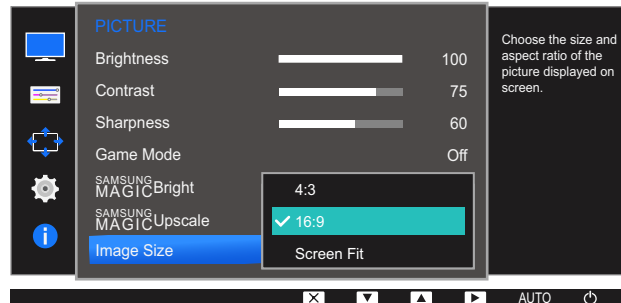 PICTURE
Brightness 100
Contrast 75
Sharpness 60
Game Mode Off
SAMSUNG
MAGICBright
SAMSUNG
MAGICUpscale
Image Size
4:3
16:9
Screen Fit
Choose the size and
aspect ratio of the
picture displayed on
screen.
AUTO